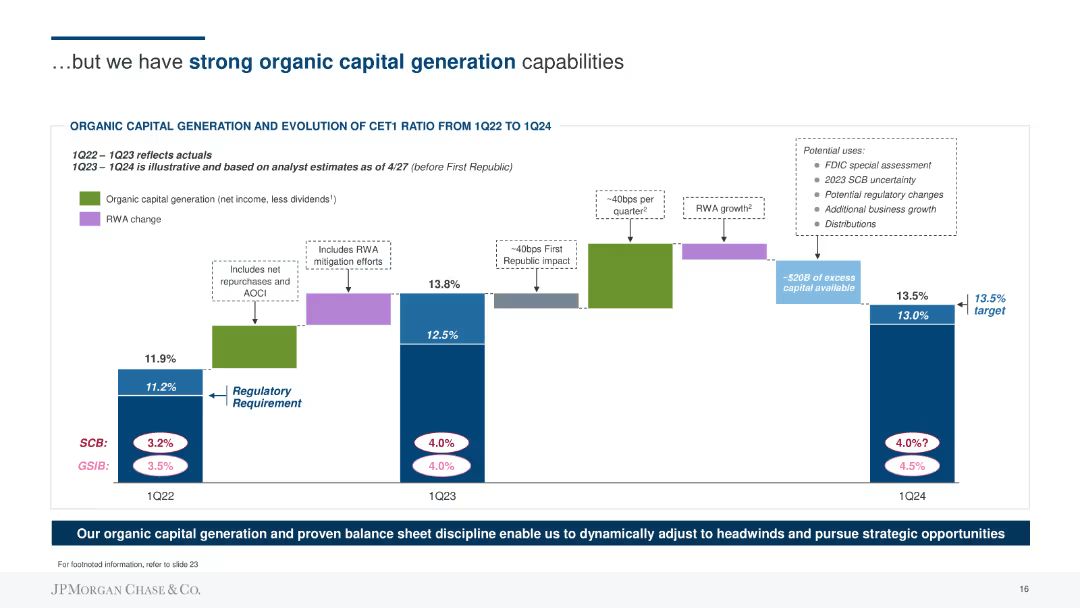 …but we have strong organic capital generation capabilities
ORGANIC CAPITAL GENERATION AND EVOLUTION OF CET1 RATIO FROM 1Q22 TO 1Q24
1Q22 – 1Q23 reflects actuals
1Q23 – 1Q24 is illustrative and based on analyst estimates as of 4/27 (before First Republic)
Organic capital generation (net income, less dividends¹)
RWA change
Includes net
repurchases and
AOCI
Includes RWA
mitigation efforts
~40bps First
Republic impact
~40bps per
quarter²
RWA growth²
Potential uses:
FDIC special assessment
2023 SCB uncertainty
Potential regulatory changes
Additional business growth
Distributions
~$20B of excess
capital available
11.9%
11.2%
Regulatory
Requirement
13.8%
12.5%
13.5%
13.0%
13.5%
target
SCB:
3.2%
4.0%
4.0%?
GSIB:
3.5%
4.0%
4.5%
1Q22
1Q23
1Q24
Our organic capital generation and proven balance sheet discipline enable us to dynamically adjust to headwinds and pursue strategic opportunities
For footnoted information, refer to slide 23
JPMORGAN CHASE & CO.
16